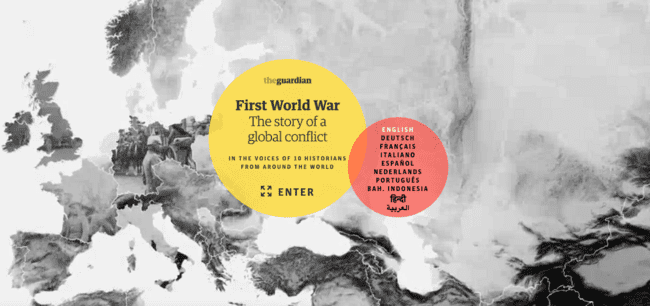 theguardian
First World War
The story of a
global conflict
IN THE VOICES OF 10 HISTORIANS
FROM AROUND THE WORLD
ENTER
ENGLISH
DEUTSCH
FRANÇAIS
ITALIANO
ESPAÑOL
NEDERLANDS
PORTUGUÊS
BAH. INDONESIA
हिन्दी
العربية